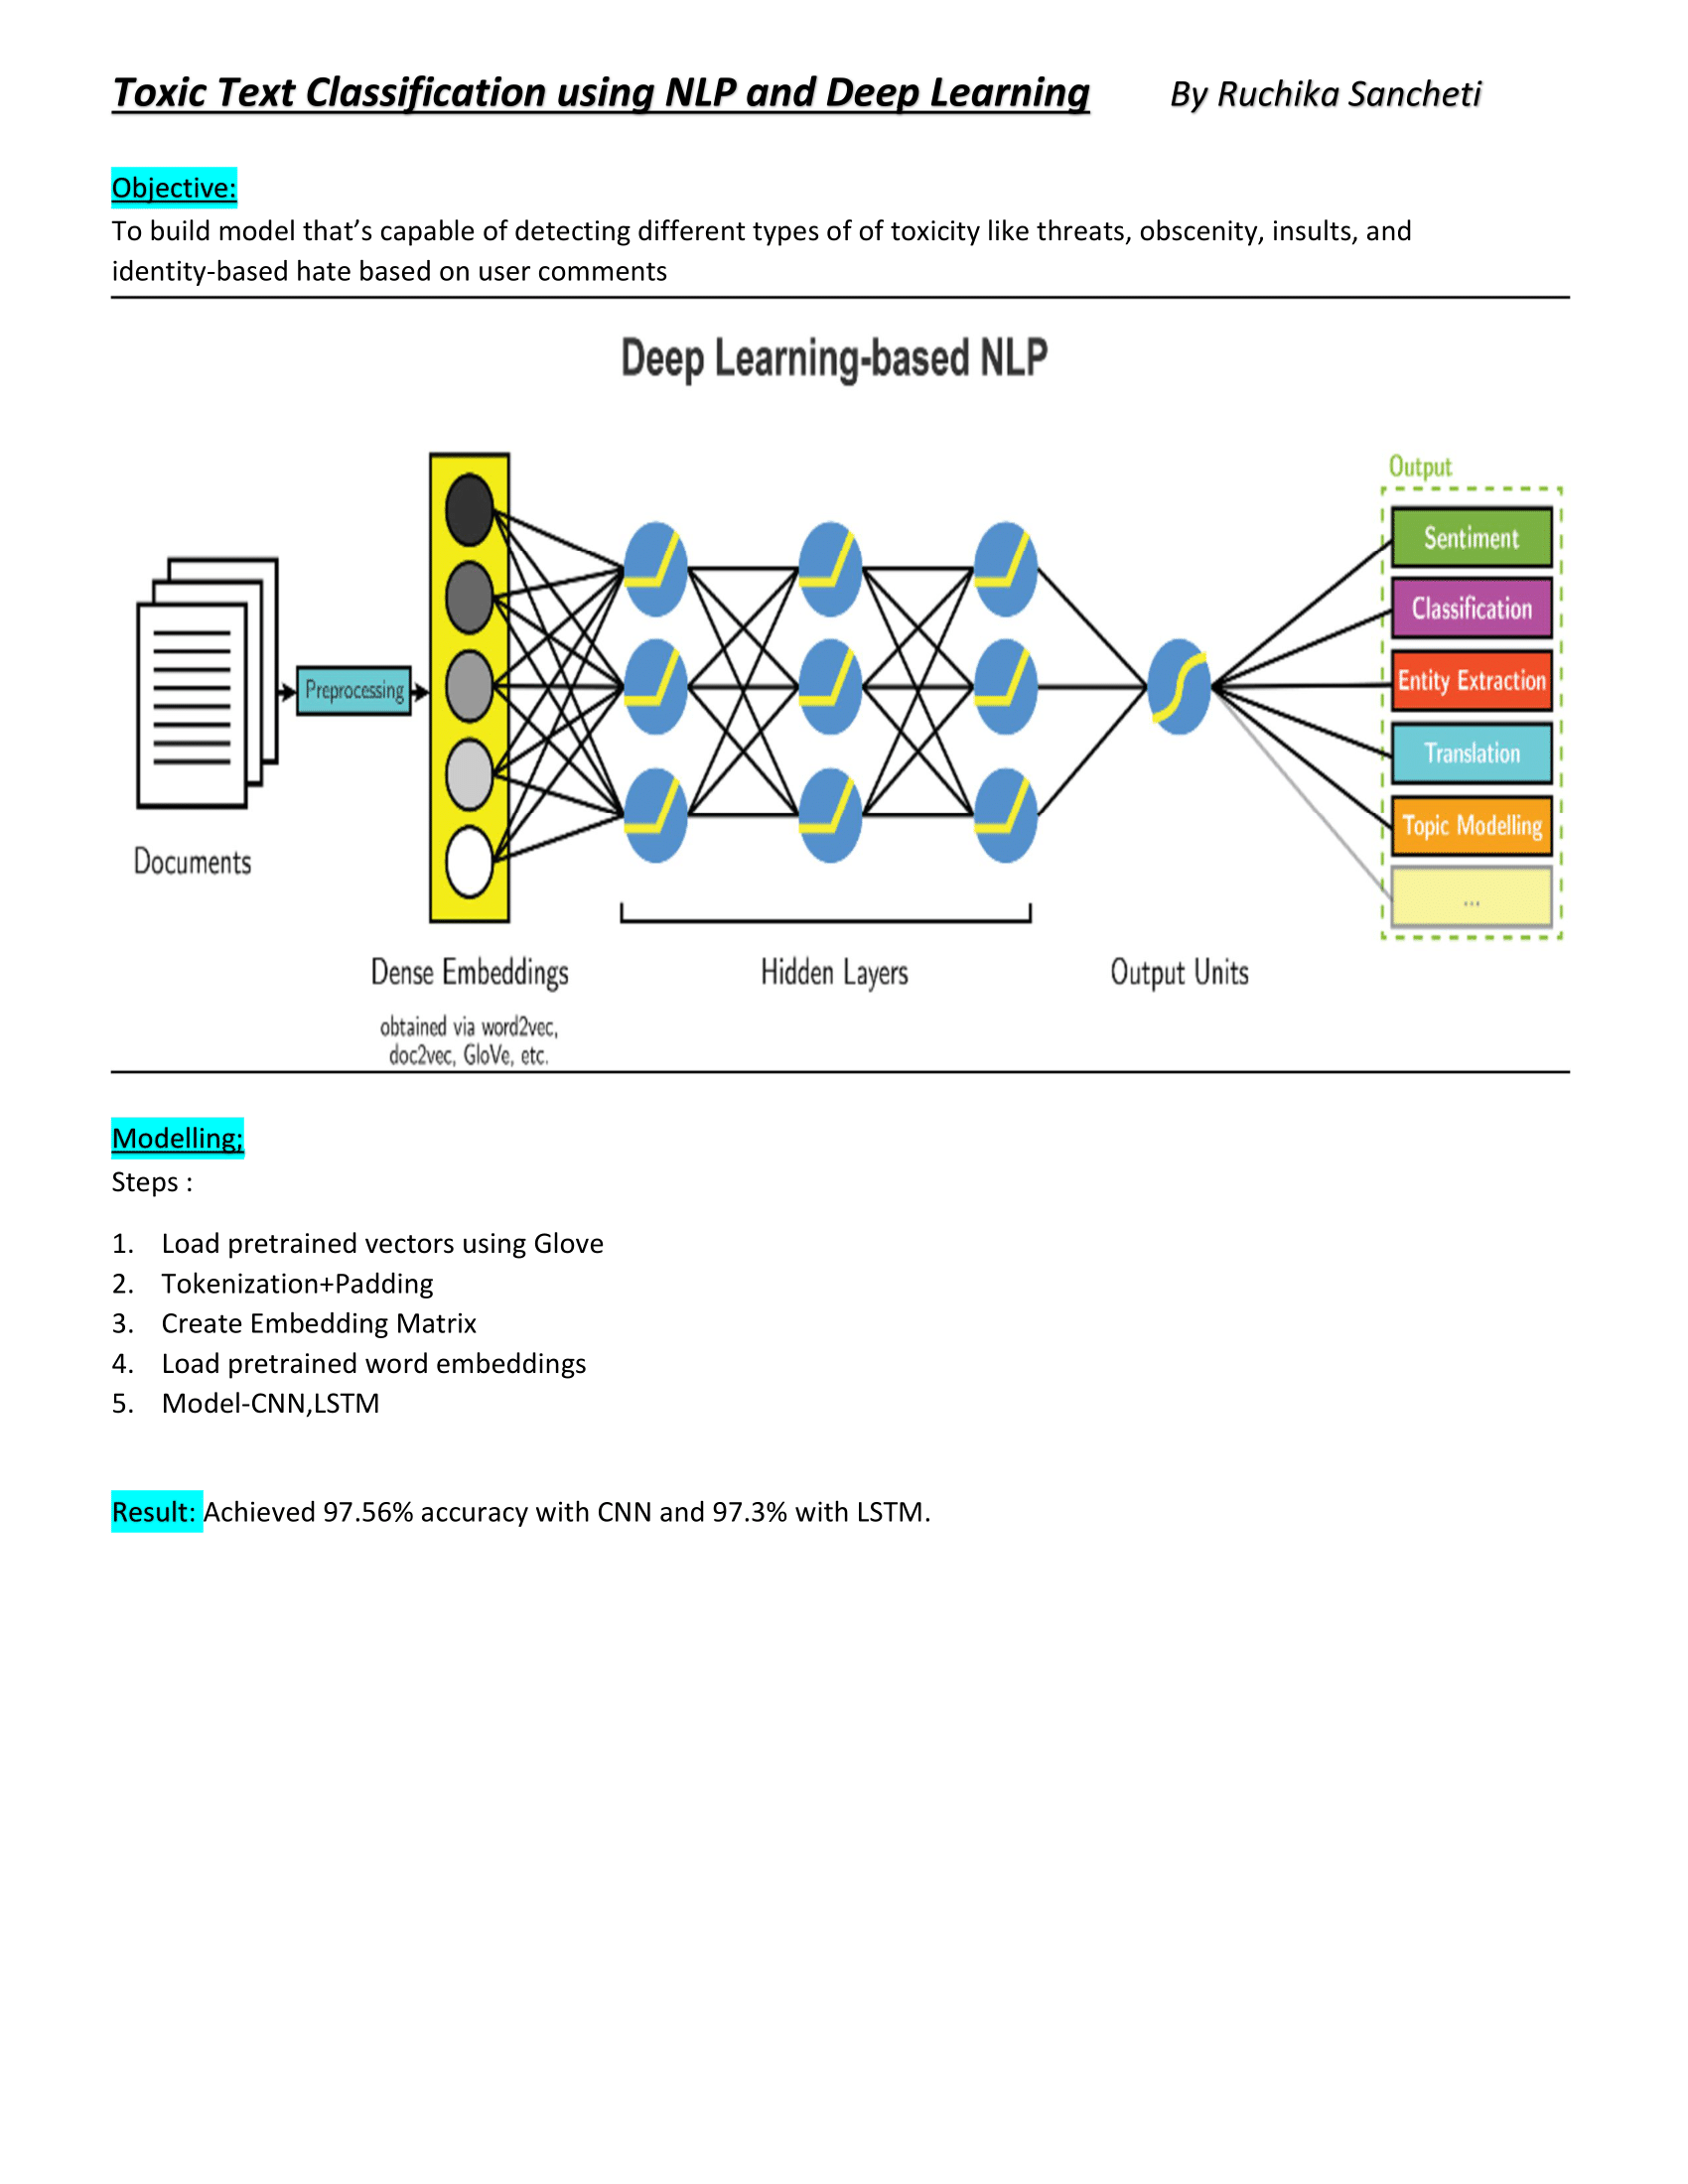 Toxic Text Classification using NLP and Deep Learning By Ruchika Sancheti
Objective:
To build model that’s capable of detecting different types of of toxicity like threats, obscenity, insults, and
identity-based hate based on user comments
Deep Learning-based NLP
Output
Sentiment
Classification
Entity Extraction
Translation
Topic Modelling
...
Preprocessing
Documents
Dense Embeddings
obtained via word2vec,
doc2vec, GloVe, etc.
Hidden Layers
Output Units
Modelling;
Steps :
1. Load pretrained vectors using Glove
2. Tokenization+Padding
3. Create Embedding Matrix
4. Load pretrained word embeddings
5. Model-CNN,LSTM
Result: Achieved 97.56% accuracy with CNN and 97.3% with LSTM.